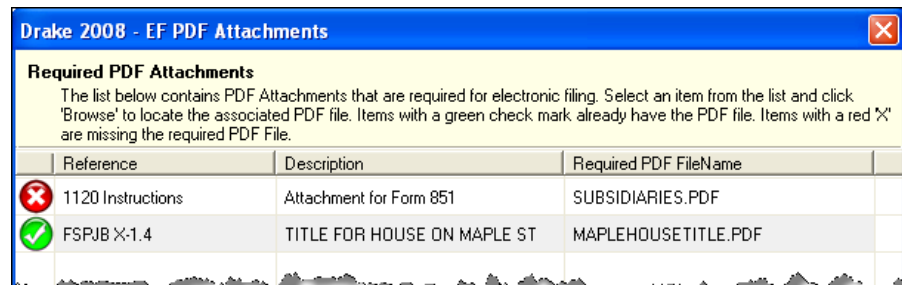 Drake 2008 - EF PDF Attachments
Required PDF Attachments
The list below contains PDF Attachments that are required for electronic filing. Select an item from the list and click
'Browse' to locate the associated PDF file. Items with a green check mark already have the PDF file. Items with a red 'X'
are missing the required PDF File.
Reference Description Required PDF FileName
1120 Instructions Attachment for Form 851 SUBSIDIARIES.PDF
FSPJB X-1.4 TITLE FOR HOUSE ON MAPLE ST MAPLEHOUSETITLE.PDF